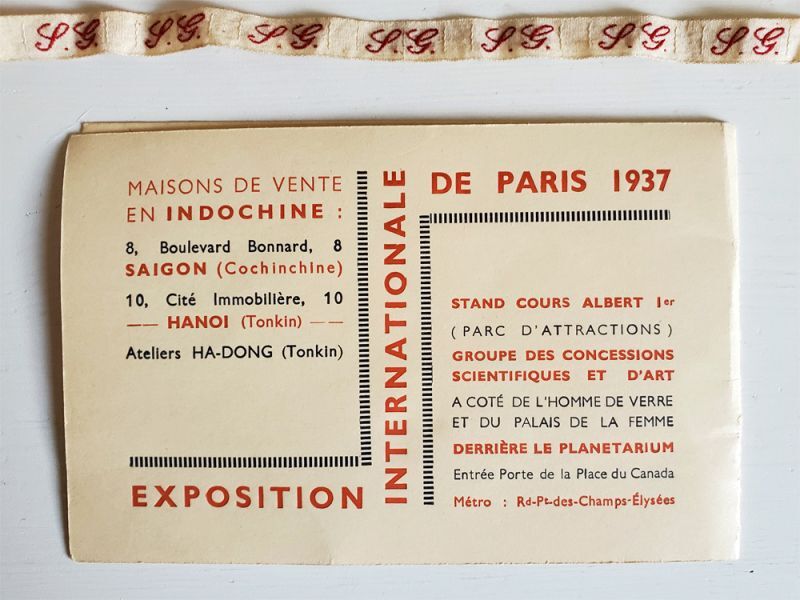 S.G. S.G. S.G. S.G. S.G. S.G. S.G.
MAISONS DE VENTE
EN INDOCHINE :
8, Boulevard Bonnard, 8
SAIGON (Cochinchine)
10, Cité Immobilière, 10
—— HANOI (Tonkin) ——
Ateliers HA-DONG (Tonkin)
EXPOSITION
INTERNATIONALE
DE PARIS 1937
STAND COURS ALBERT Ier
( PARC D'ATTRACTIONS )
GROUPE DES CONCESSIONS
SCIENTIFIQUES ET D'ART
A COTÉ DE L'HOMME DE VERRE
ET DU PALAIS DE LA FEMME
DERRIÈRE LE PLANETARIUM
Entrée Porte de la Place du Canada
Métro : Rd-Pt-des-Champs-Élysées